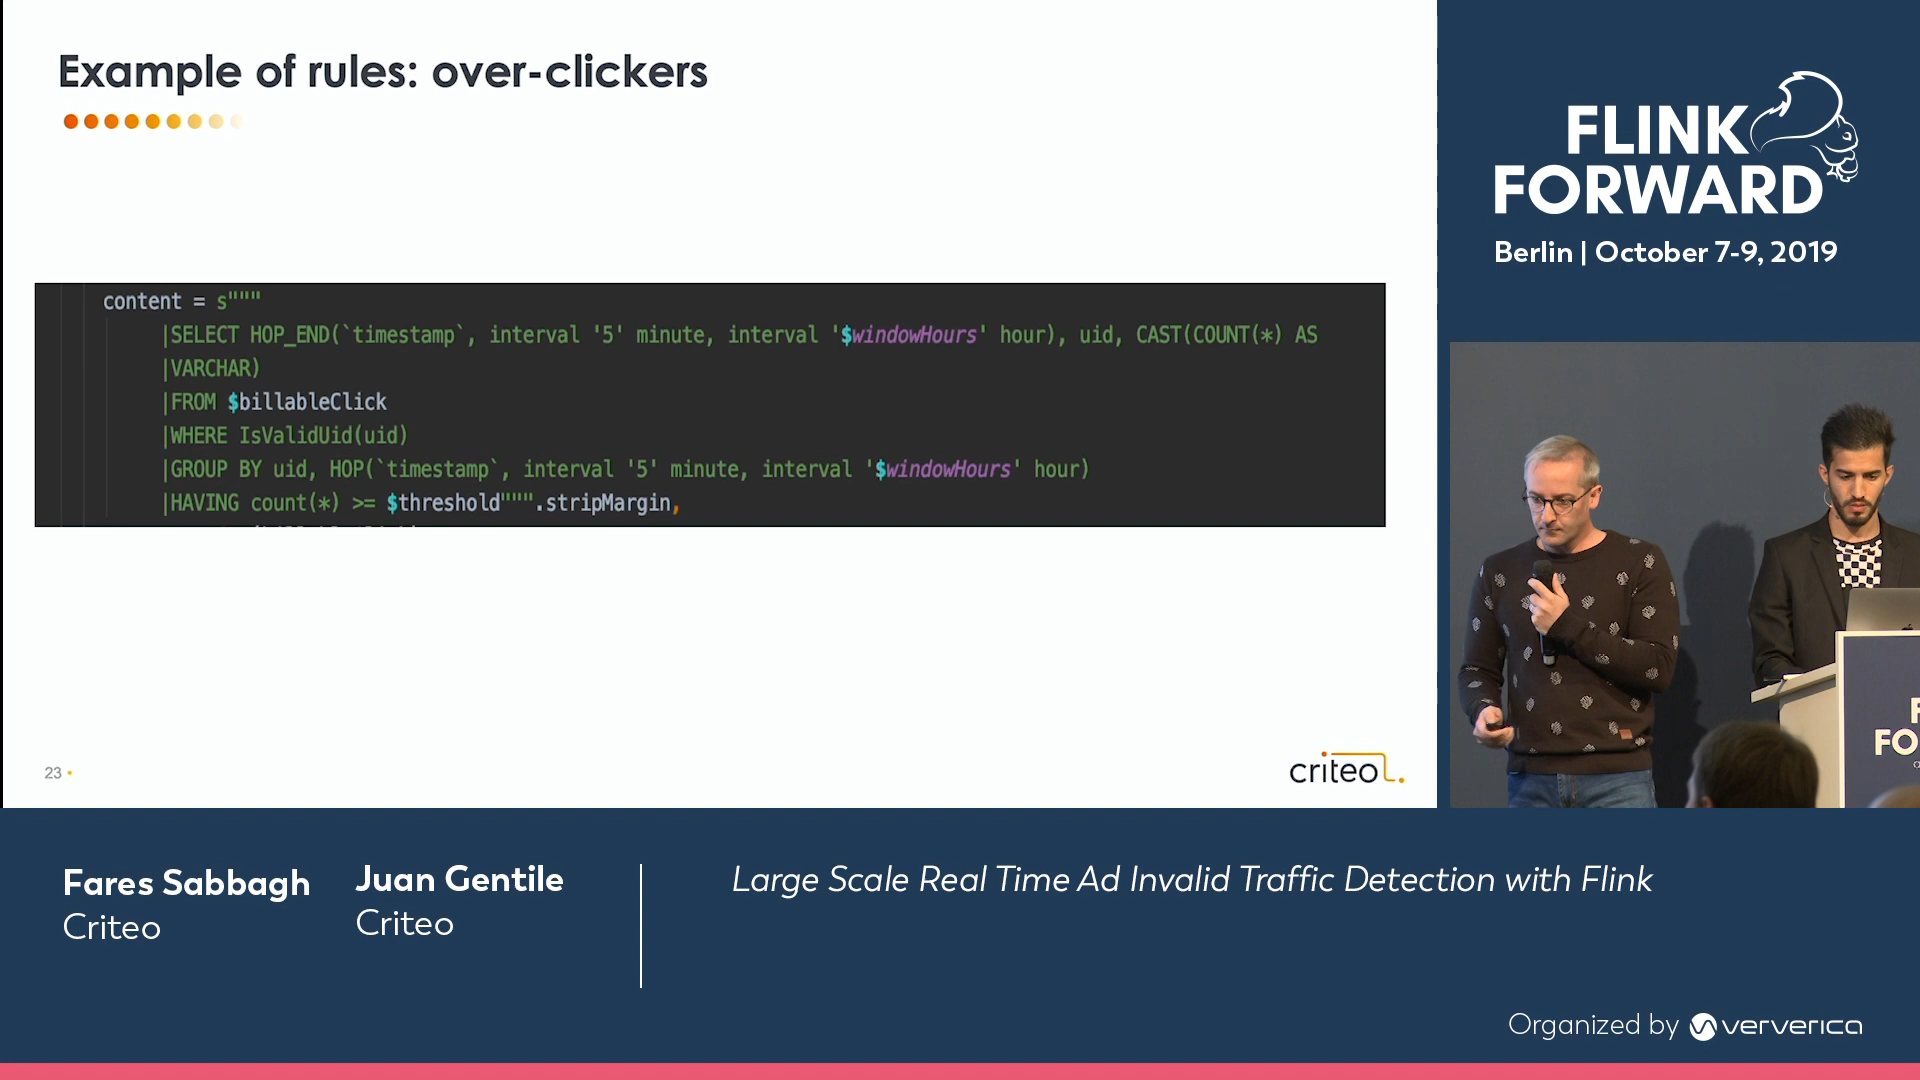 Example of rules: over-clickers
content = s"""
|SELECT HOP_END(`timestamp`, interval '5' minute, interval '$windowHours' hour), uid, CAST(COUNT(*) AS
|VARCHAR)
|FROM $billableClick
|WHERE IsValidUid(uid)
|GROUP BY uid, HOP(`timestamp`, interval '5' minute, interval '$windowHours' hour)
|HAVING count(*) >= $threshold""".stripMargin,
23
criteo
FLINK
FORWARD
Berlin | October 7-9, 2019
F
FO
Fares Sabbagh
Criteo
Juan Gentile
Criteo
Large Scale Real Time Ad Invalid Traffic Detection with Flink
Organized by ververica